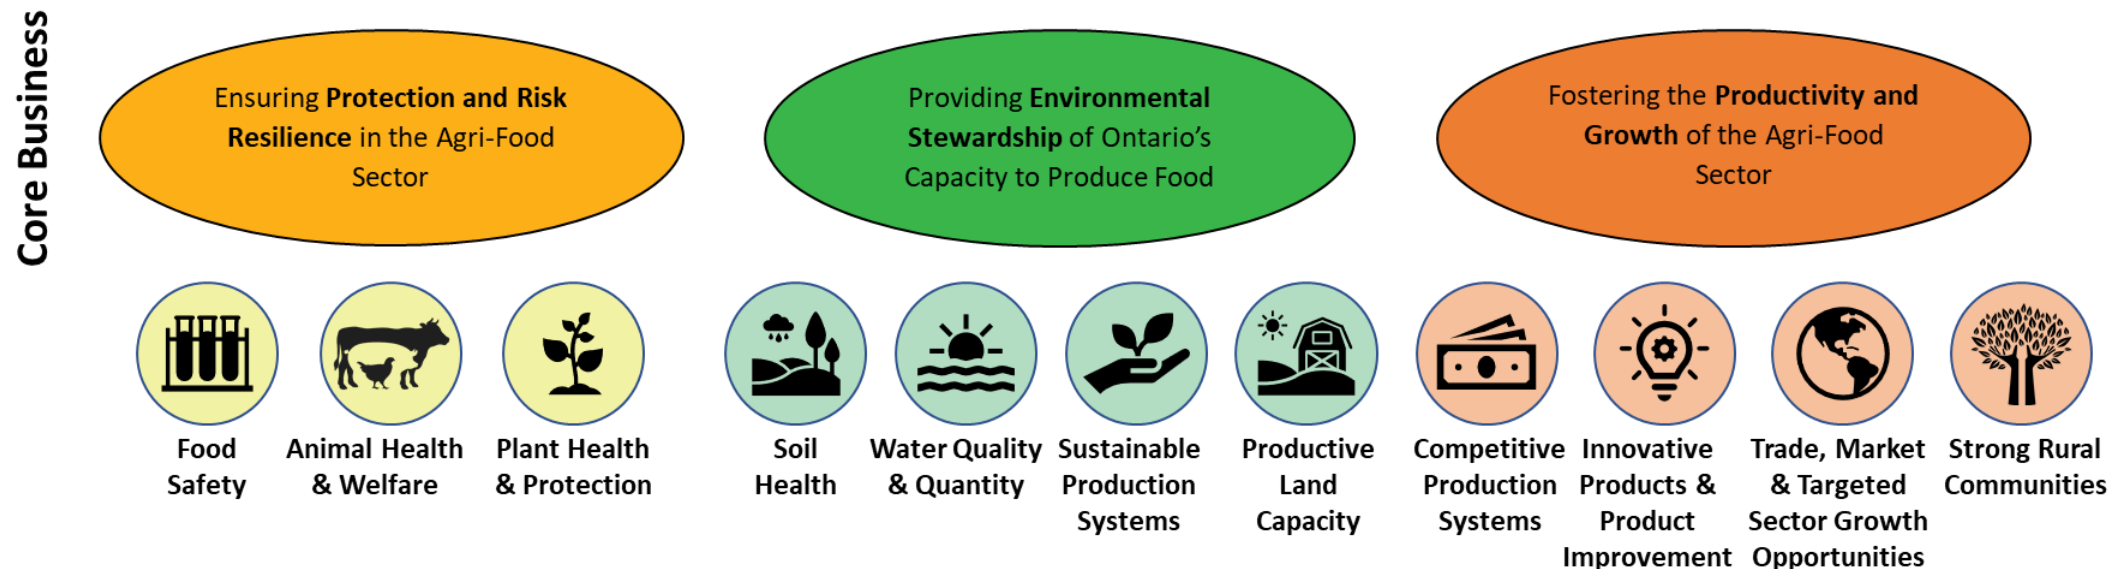 Core Business
Ensuring Protection and Risk
Resilience in the Agri-Food
Sector
Providing Environmental
Stewardship of Ontario’s
Capacity to Produce Food
Fostering the Productivity and
Growth of the Agri-Food
Sector
Food
Safety
Animal Health
& Welfare
Plant Health
& Protection
Soil
Health
Water Quality
& Quantity
Sustainable
Production
Systems
Productive
Land
Capacity
Competitive
Production
Systems
Innovative
Products &
Product
Improvement
Trade, Market
& Targeted
Sector Growth
Opportunities
Strong Rural
Communities